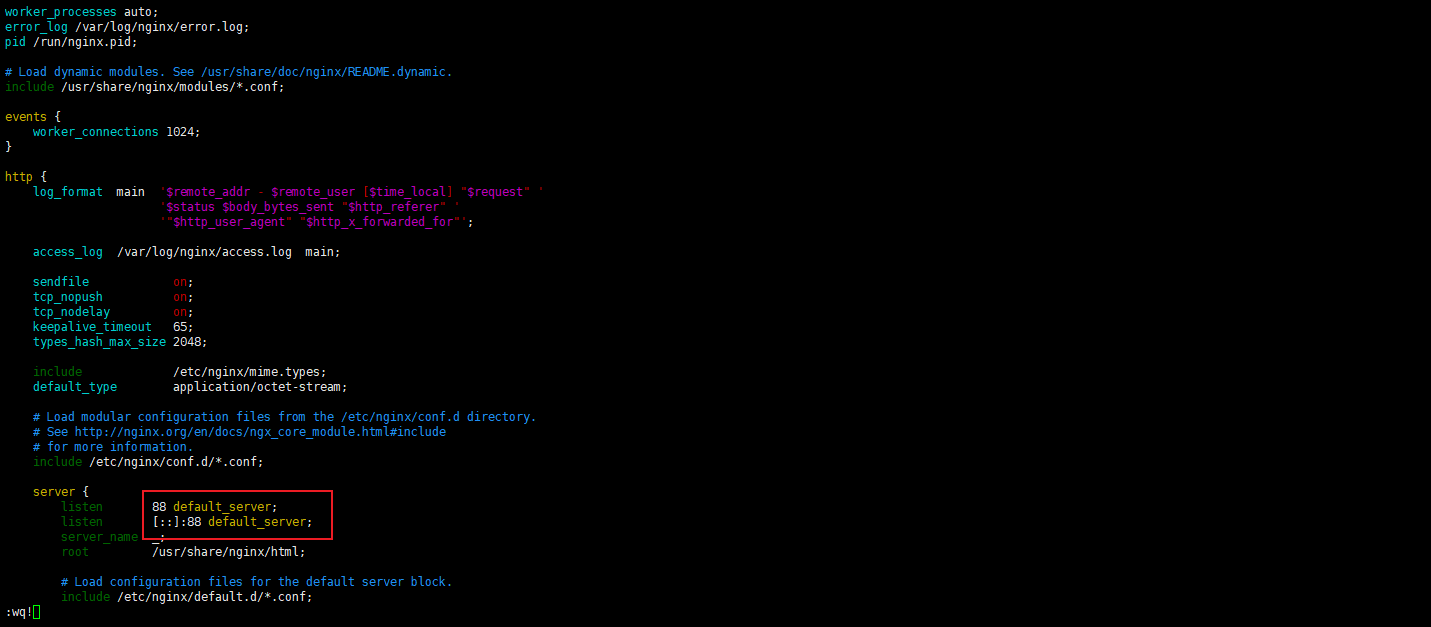 worker_processes auto;
error_log /var/log/nginx/error.log;
pid /run/nginx.pid;
# Load dynamic modules. See /usr/share/doc/nginx/README.dynamic.
include /usr/share/nginx/modules/*.conf;
events {
    worker_connections 1024;
}
http {
    log_format  main  '$remote_addr - $remote_user [$time_local] "$request" '
                      '$status $body_bytes_sent "$http_referer" '
                      '"$http_user_agent" "$http_x_forwarded_for"';
    access_log  /var/log/nginx/access.log  main;
    sendfile            on;
    tcp_nopush          on;
    tcp_nodelay         on;
    keepalive_timeout   65;
    types_hash_max_size 2048;
    include             /etc/nginx/mime.types;
    default_type        application/octet-stream;
    # Load modular configuration files from the /etc/nginx/conf.d directory.
    # See http://nginx.org/en/docs/ngx_core_module.html#include
    # for more information.
    include /etc/nginx/conf.d/*.conf;
    server {
        listen       88 default_server;
        listen       [::]:88 default_server;
        server_name  _;
        root         /usr/share/nginx/html;
        # Load configuration files for the default server block.
        include /etc/nginx/default.d/*.conf;
:wq!